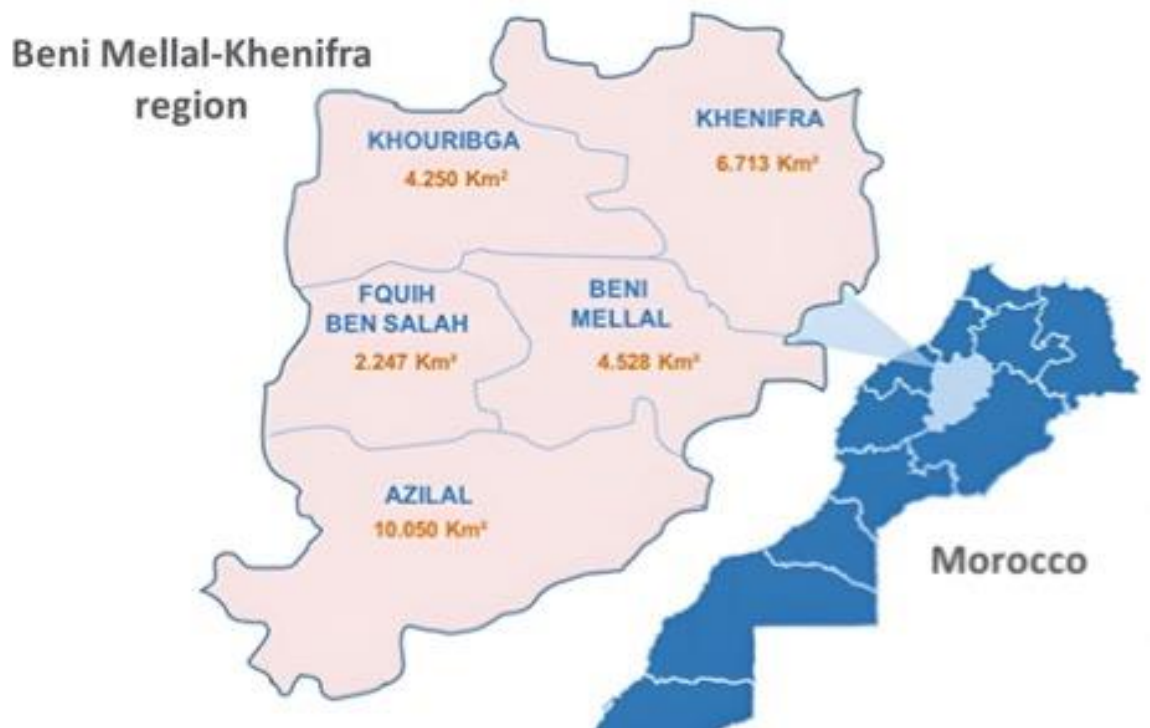 Beni Mellal-Khenifra
region
KHOURIBGA
4.250 Km²
KHENIFRA
6.713 Km²
FQUIH
BEN SALAH
2.247 Km²
BENI
MELLAL
4.528 Km²
AZILAL
10.050 Km²
Morocco